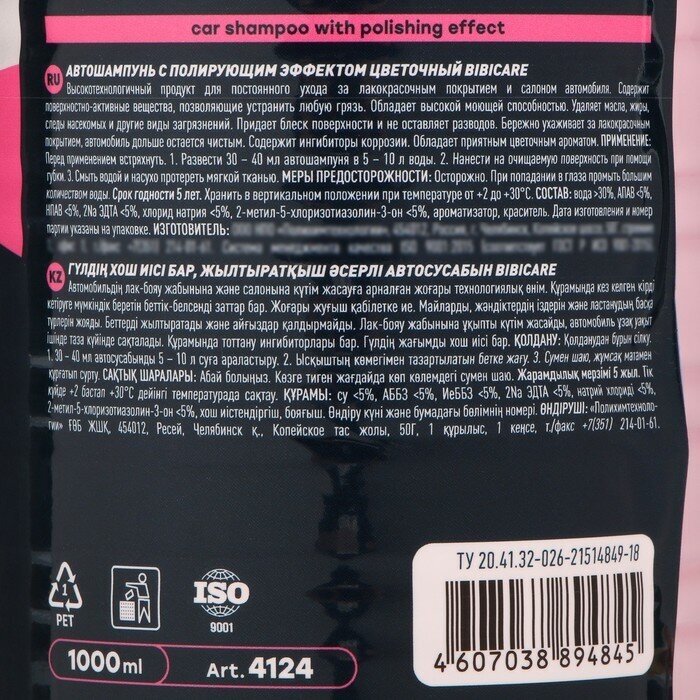 car shampoo with polishing effect
RU АВТОШАМПУНЬ С ПОЛИРУЮЩИМ ЭФФЕКТОМ ЦВЕТОЧНЫЙ BIBICARE
Высокотехнологичный продукт для постоянного ухода за лакокрасочным покрытием и салоном автомобиля. Содержит
поверхностно-активные вещества, позволяющие устранить любую грязь. Обладает высокой моющей способностью. Удаляет масла, жиры,
следы насекомых и другие виды загрязнений. Придает блеск поверхности и не оставляет разводов. Бережно ухаживает за лакокрасочным
покрытием, автомобиль дольше остается чистым. Содержит ингибиторы коррозии. Обладает приятным цветочным ароматом. ПРИМЕНЕНИЕ:
Перед применением встряхнуть. 1. Развести 30 – 40 мл автошампуня в 5 – 10 л воды. 2. Нанести на очищаемую поверхность при помощи
губки. 3. Смыть водой и насухо протереть мягкой тканью. МЕРЫ ПРЕДОСТОРОЖНОСТИ: Осторожно. При попадании в глаза промыть большим
количеством воды. Срок годности 5 лет. Хранить в вертикальном положении при температуре от +2 до +30°С. СОСТАВ: вода >30%, АПАВ <5%,
НПАВ <5%, 2Na ЭДТА <5%, хлорид натрия <5%, 2-метил-5-хлоризотиазолин-3-он <5%, ароматизатор, краситель. Дата изготовления и номер
партии указаны на упаковке. ИЗГОТОВИТЕЛЬ:
KZ ГҮЛДІҢ ХОШ ИІСІ БАР, ЖЫЛТЫРАТҚЫШ ӘСЕРЛІ АВТОСУСАБЫН BIBICARE
Автомобильдің лак-бояу жабынына және салонына күтім жасауға арналған жоғары технологиялық өнім. Құрамында кез келген кірді
кетіруге мүмкіндік беретін беттік-белсенді заттар бар. Жоғары жуғыш қабілетке ие. Майларды, жәндіктердің іздерін және ластанудың басқа
түрлерін жояды. Беттерді жылтыратады және айғыздар қалдырмайды. Лак-бояу жабынына ұқыпты күтім жасайды, автомобиль ұзақ уақыт
ішінде таза күйінде сақталады. Құрамында тоттану ингибиторлары бар. Гүлдің жағымды хош иісі бар. ҚОЛДАНУ: Қолданудан бұрын сілку.
1. 30 – 40 мл автосусабынды 5 – 10 л суға араластыру. 2. Ысқыштың көмегімен тазартылатын бетке жағу. 3. Сумен шаю, жұмсақ матамен
құрғатып сүрту. САҚТЫҚ ШАРАЛАРЫ: Абай болыңыз. Көзге тиген жағдайда көп көлемдегі сумен шаю. Жарамдылық мерзімі 5 жыл. Тік
күйде +2 бастап +30°С дейінгі температурада сақтау. ҚҰРАМЫ: су <5%, АББЗ <5%, ИеББЗ <5%, 2Na ЭДТА <5%, натрий хлориді <5%,
2-метил-5-хлоризотиазолин-3-он <5%, хош иістендіргіш, бояғыш. Өндіру күні және бумадағы бөлімнің нөмері. ӨНДІРУШІ: «Полихимтехноло-
гии» ҒӨБ ЖШҚ, 454012, Ресей, Челябинск қ., Копейское тас жолы, 50Г, 1 құрылыс, 1 кеңсе, т./факс +7(351) 214-01-61.
ТУ 20.41.32-026-21514849-18
1
PET
ISO
9001
4 607038 894845
1000 ml
Art. 4124